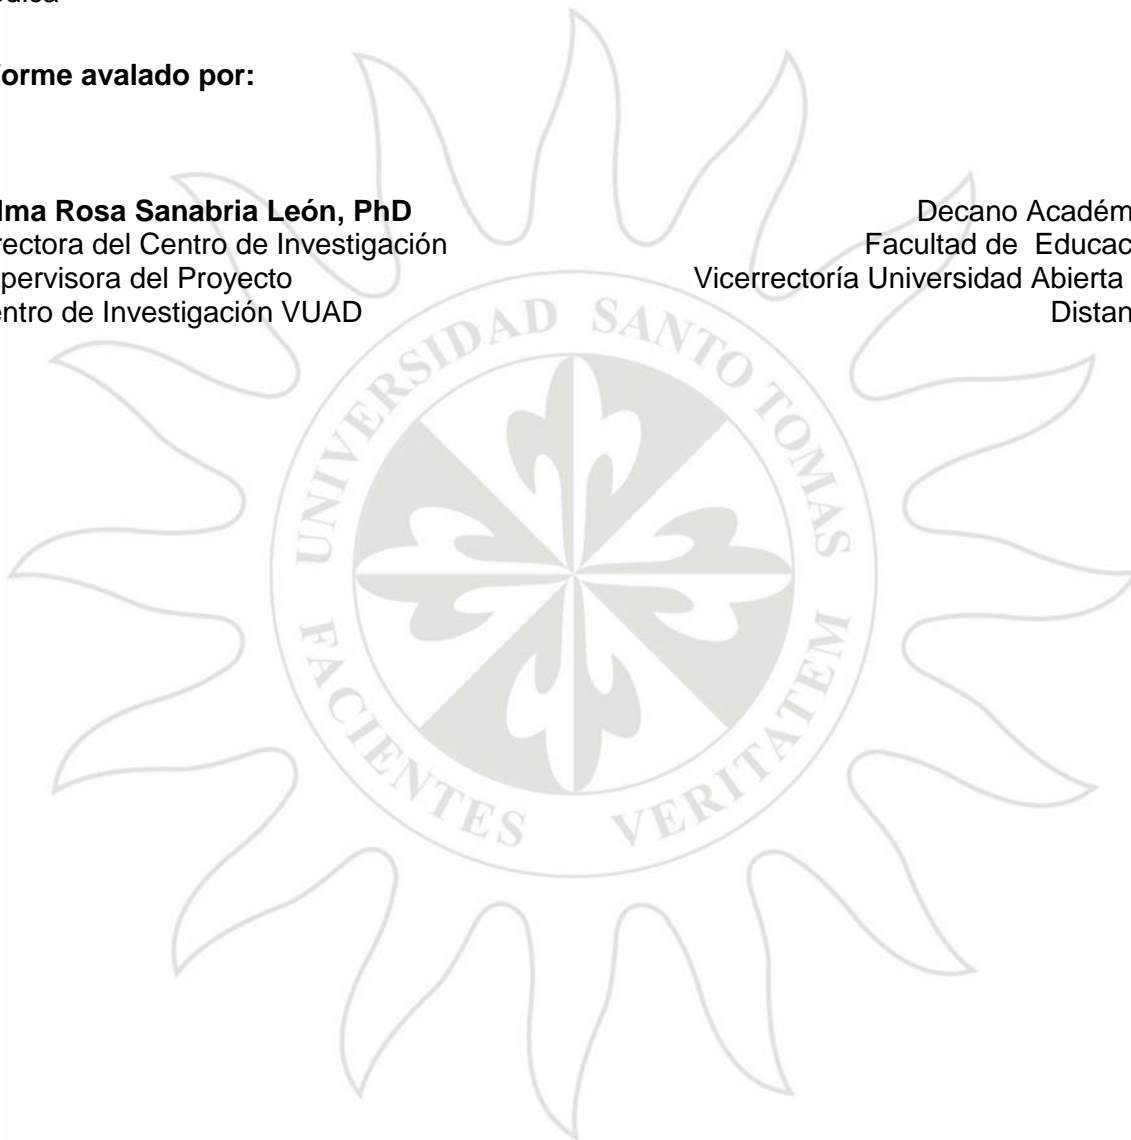 orme avalado por:
lma Rosa Sanabria León, PhD
rectora del Centro de Investigación
pervisora del Proyecto
entro de Investigación VUAD
Decano Académ
Facultad de Educac
Vicerrectoría Universidad Abierta
Distan
UNIVERSIDAD SANTO TOMAS
FACIENTES VERITATEM